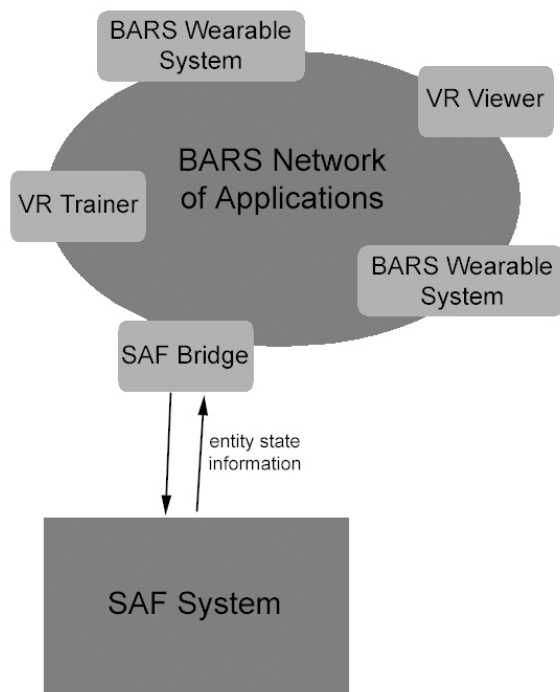 BARS Wearable
System
VR Viewer
BARS Network
of Applications
VR Trainer
BARS Wearable
System
SAF Bridge
entity state
information
SAF System